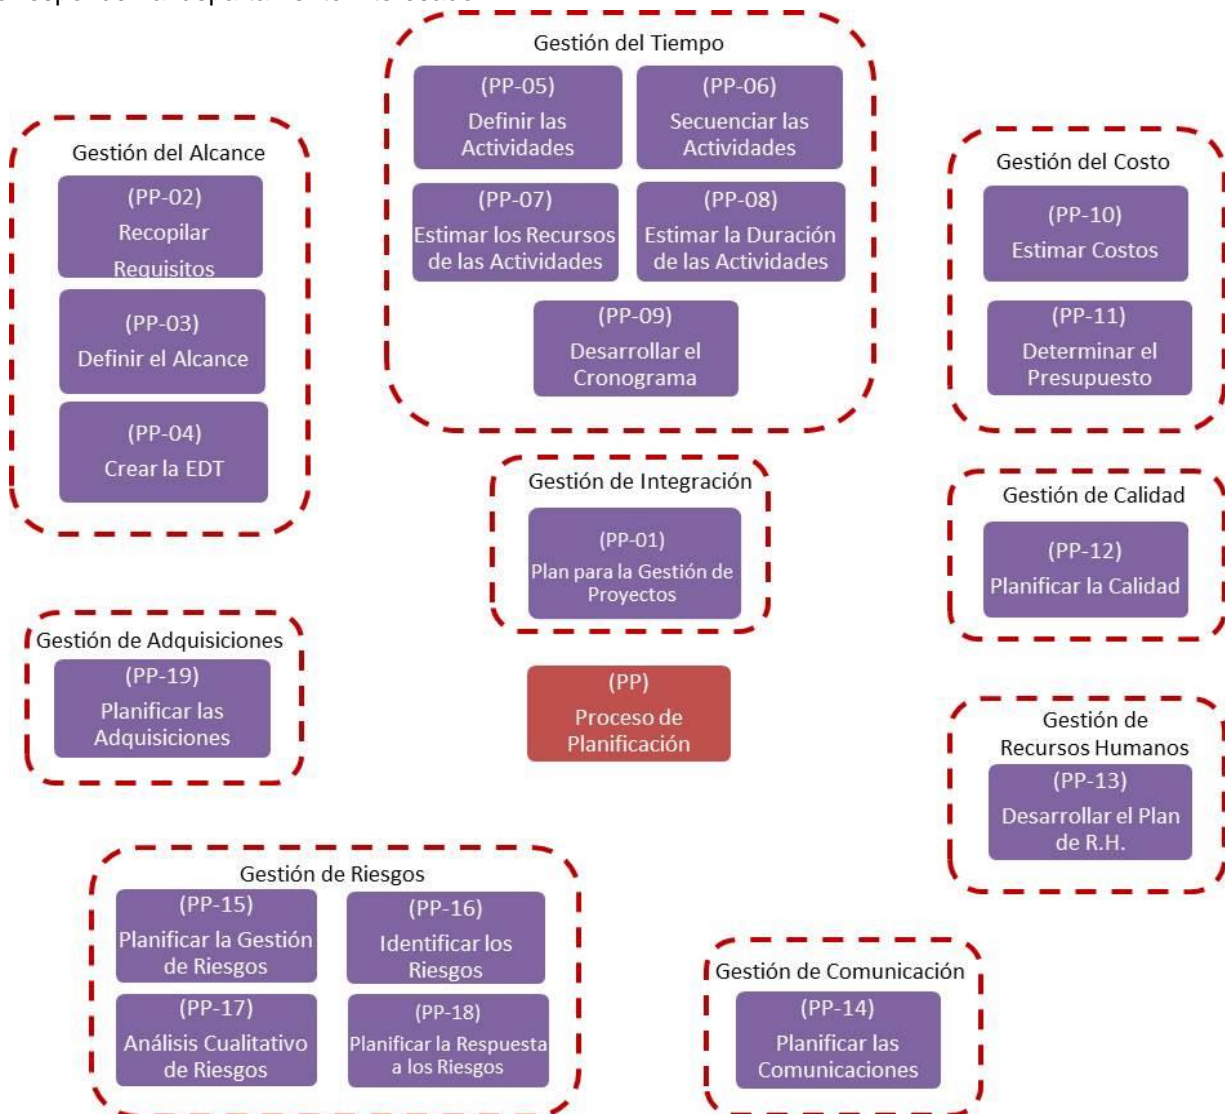 Gestión del Tiempo
(PP-05)
Definir las
Actividades
(PP-06)
Secuenciar las
Actividades
(PP-07)
Estimar los Recursos
de las Actividades
(PP-08)
Estimar la Duración
de las Actividades
(PP-09)
Desarrollar el
Cronograma
Gestión del Alcance
(PP-02)
Recopilar
Requisitos
(PP-03)
Definir el Alcance
(PP-04)
Crear la EDT
Gestión del Costo
(PP-10)
Estimar Costos
(PP-11)
Determinar el
Presupuesto
Gestión de Integración
(PP-01)
Plan para la Gestión de
Proyectos
Gestión de Calidad
(PP-12)
Planificar la Calidad
Gestión de Adquisiciones
(PP-19)
Planificar las
Adquisiciones
(PP)
Proceso de
Planificación
Gestión de
Recursos Humanos
(PP-13)
Desarrollar el Plan
de R.H.
Gestión de Riesgos
(PP-15)
Planificar la Gestión
de Riesgos
(PP-16)
Identificar los
Riesgos
(PP-17)
Análisis Cualitativo
de Riesgos
(PP-18)
Planificar la Respuesta
a los Riesgos
Gestión de Comunicación
(PP-14)
Planificar las
Comunicaciones